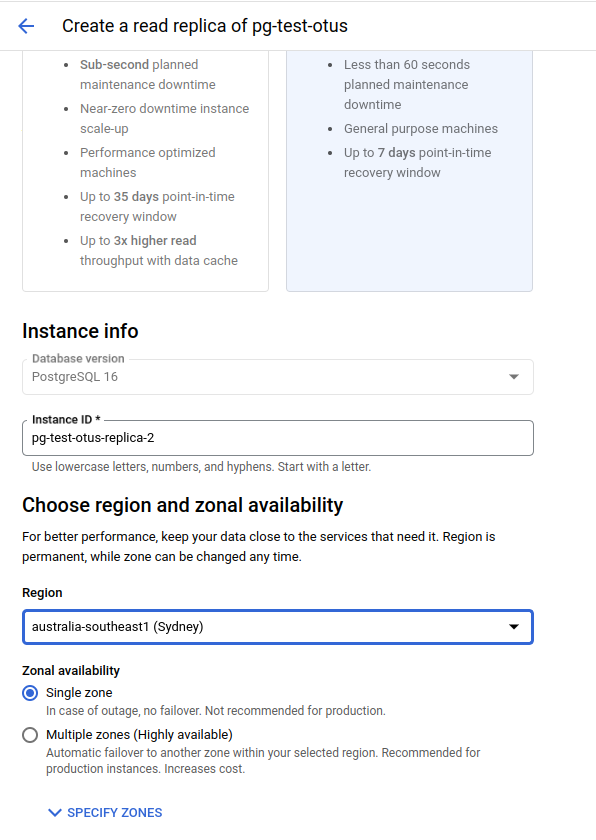 Create a read replica of pg-test-otus
Sub-second planned
maintenance downtime
Near-zero downtime instance
scale-up
Performance optimized
machines
Up to 35 days point-in-time
recovery window
Up to 3x higher read
throughput with data cache
Less than 60 seconds
planned maintenance
downtime
General purpose machines
Up to 7 days point-in-time
recovery window
Instance info
Database version
PostgreSQL 16
Instance ID *
pg-test-otus-replica-2
Use lowercase letters, numbers, and hyphens. Start with a letter.
Choose region and zonal availability
For better performance, keep your data close to the services that need it. Region is
permanent, while zone can be changed any time.
Region
australia-southeast1 (Sydney)
Zonal availability
Single zone
In case of outage, no failover. Not recommended for production.
Multiple zones (Highly available)
Automatic failover to another zone within your selected region. Recommended for
production instances. Increases cost.
SPECIFY ZONES